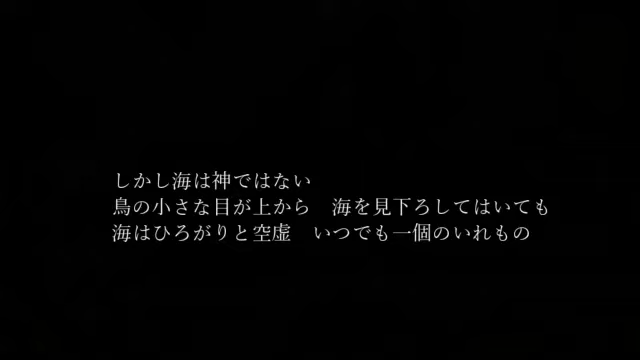 しかし海は神ではない
鳥の小さな目が上から　海を見下ろしてはいても
海はひろがりと空虚　いつでも一個のいれもの